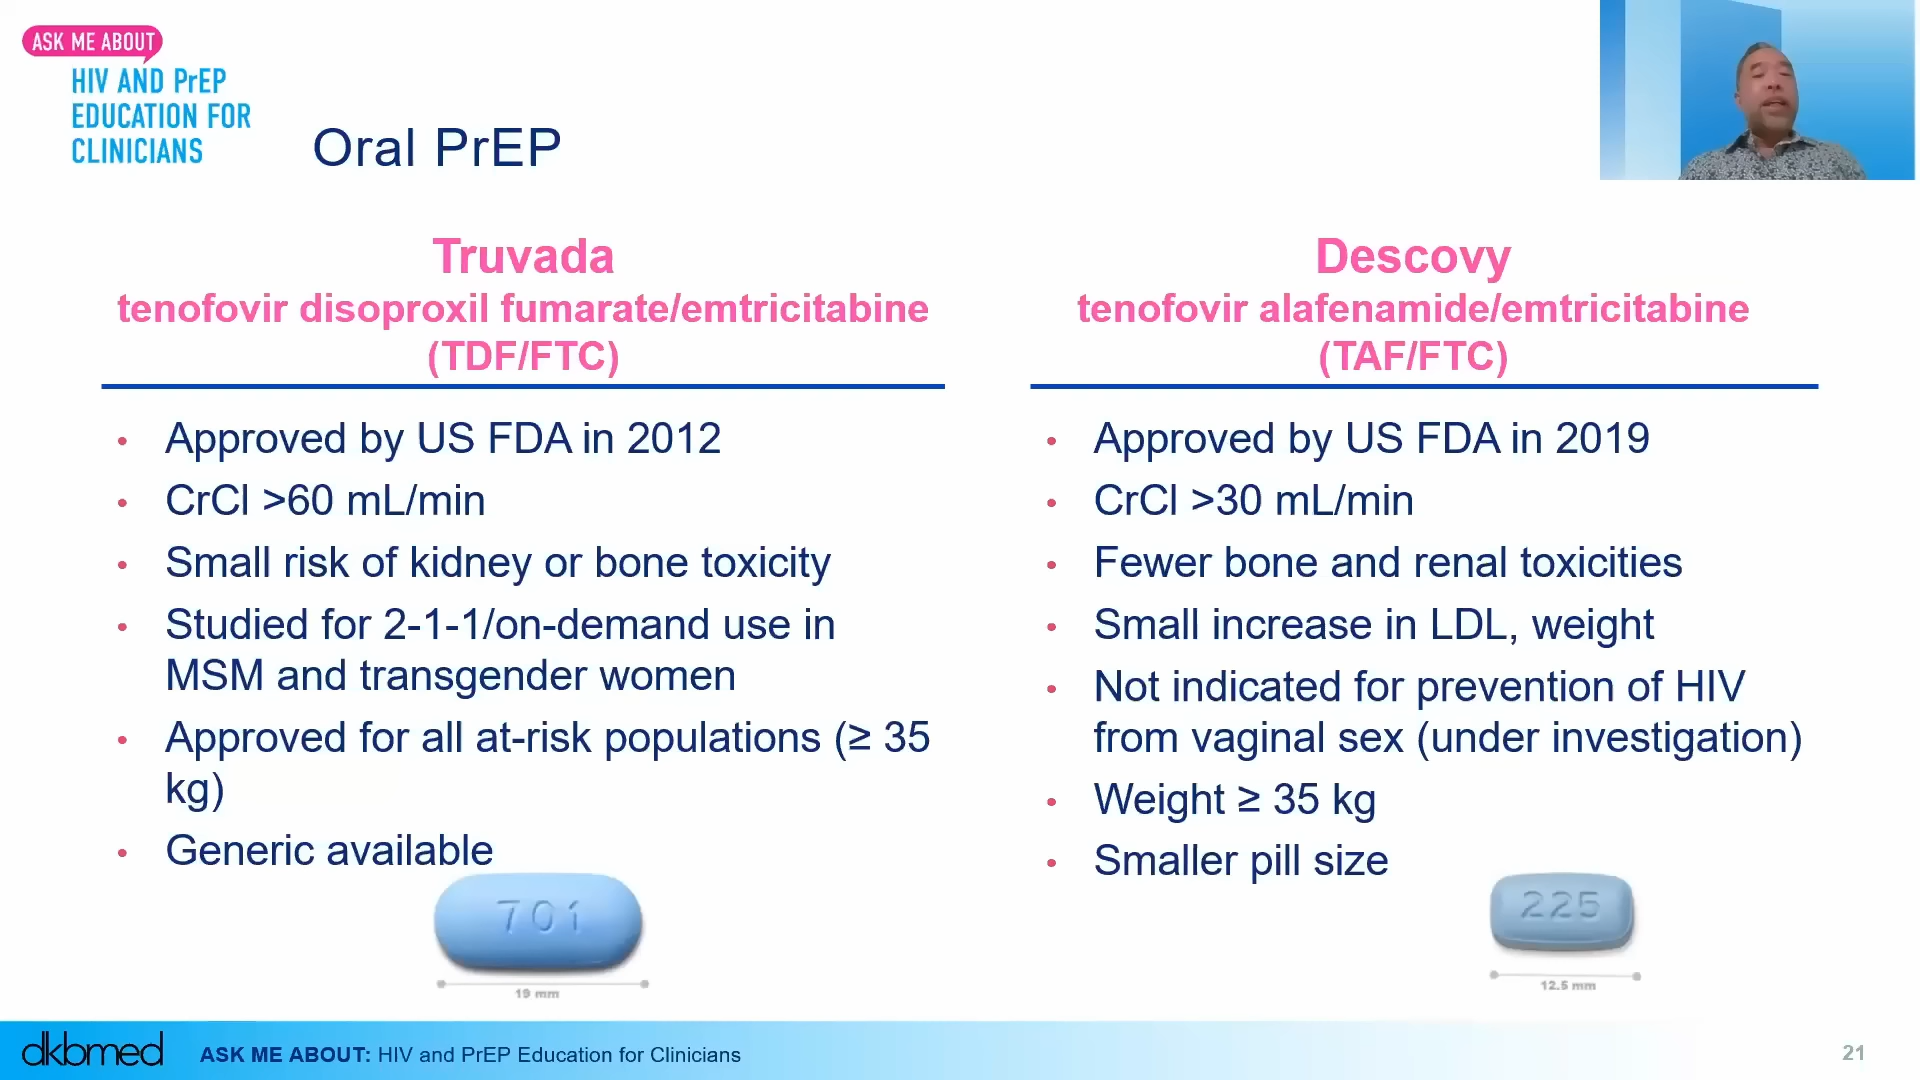 ASK ME ABOUT
HIV AND PrEP
EDUCATION FOR
CLINICIANS
Oral PrEP
Truvada
tenofovir disoproxil fumarate/emtricitabine
(TDF/FTC)
• Approved by US FDA in 2012
• CrCl >60 mL/min
• Small risk of kidney or bone toxicity
• Studied for 2-1-1/on-demand use in
MSM and transgender women
• Approved for all at-risk populations (≥ 35
kg)
• Generic available
701
19 mm
Descovy
tenofovir alafenamide/emtricitabine
(TAF/FTC)
• Approved by US FDA in 2019
• CrCl >30 mL/min
• Fewer bone and renal toxicities
• Small increase in LDL, weight
• Not indicated for prevention of HIV
from vaginal sex (under investigation)
• Weight ≥ 35 kg
• Smaller pill size
225
12.5 mm
dkbmed
ASK ME ABOUT: HIV and PrEP Education for Clinicians
21